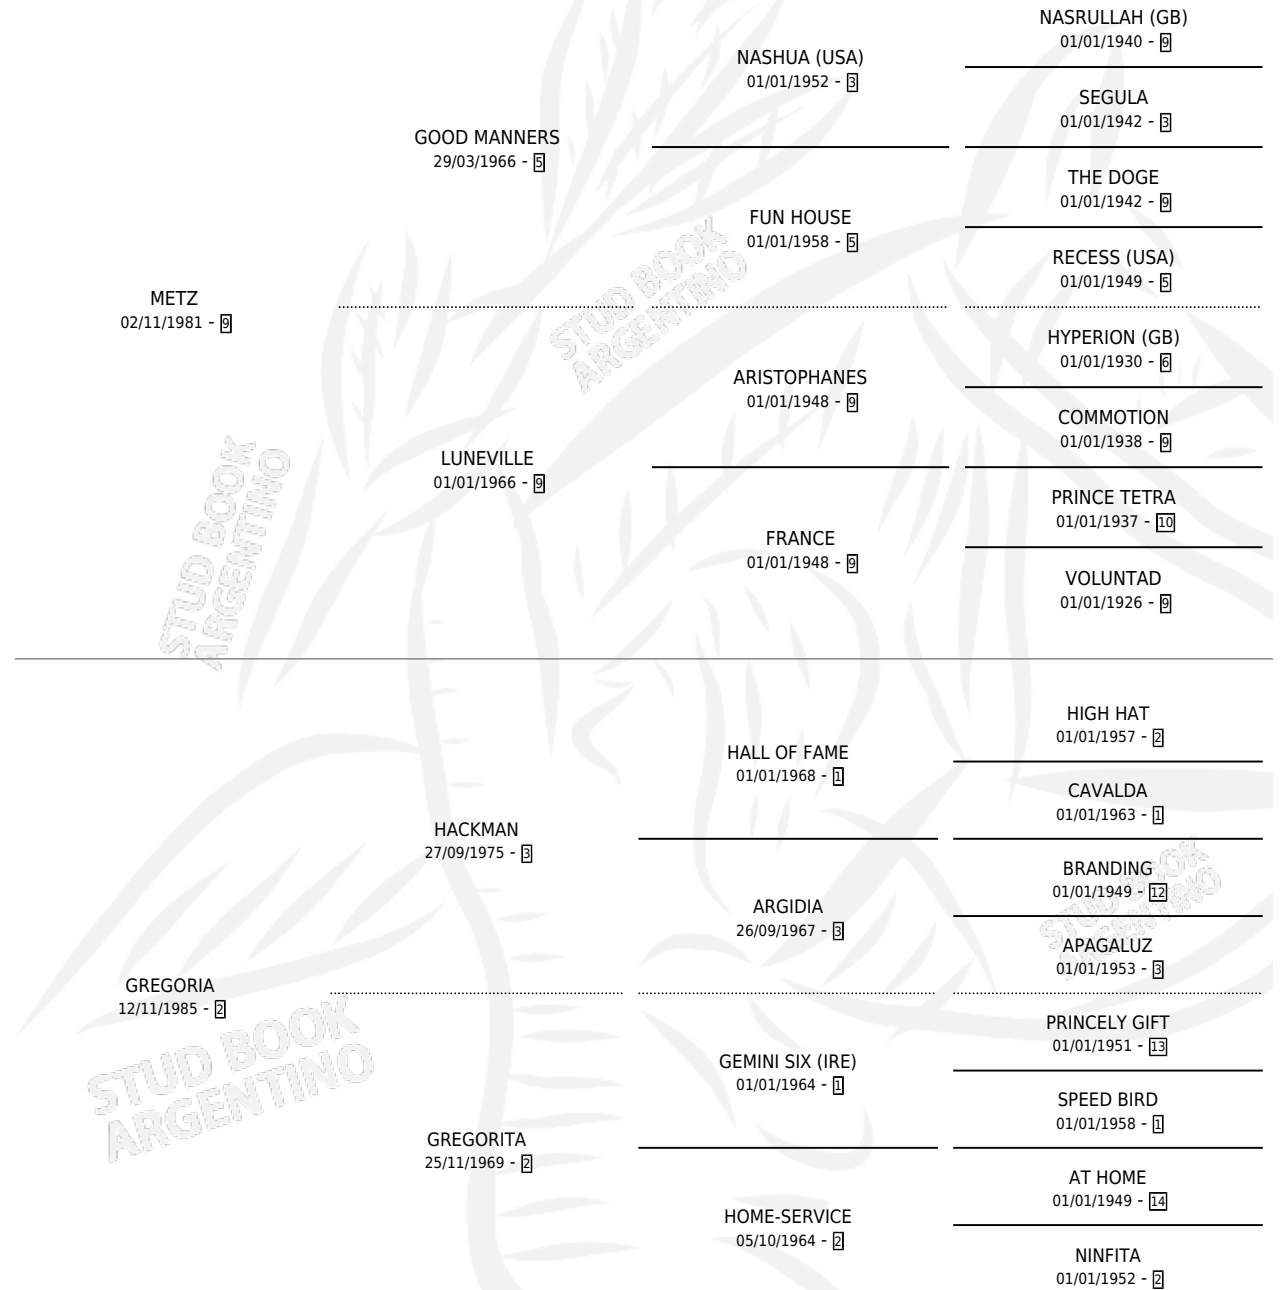 NASRULLAH (GB)
01/01/1940 - 9
NASHUA (USA)
01/01/1952 - 3
SEGULA
01/01/1942 - 3
GOOD MANNERS
29/03/1966 - 5
THE DOGE
01/01/1942 - 9
FUN HOUSE
01/01/1958 - 5
RECESS (USA)
01/01/1949 - 5
METZ
02/11/1981 - 9
HYPERION (GB)
01/01/1930 - 6
ARISTOPHANES
01/01/1948 - 9
COMMOTION
01/01/1938 - 9
LUNEVILLE
01/01/1966 - 9
PRINCE TETRA
01/01/1937 - 10
FRANCE
01/01/1948 - 9
VOLUNTAD
01/01/1926 - 9
STUD BOOK
ARGENTINO
STUD BOOK
ARGENTINO
HIGH HAT
01/01/1957 - 2
HALL OF FAME
01/01/1968 - 1
CAVALDA
01/01/1963 - 1
HACKMAN
27/09/1975 - 3
BRANDING
01/01/1949 - 12
ARGIDIA
26/09/1967 - 3
APAGALUZ
01/01/1953 - 3
GREGORIA
12/11/1985 - 2
PRINCELY GIFT
01/01/1951 - 13
GEMINI SIX (IRE)
01/01/1964 - 1
SPEED BIRD
01/01/1958 - 1
GREGORITA
25/11/1969 - 2
AT HOME
01/01/1949 - 14
HOME-SERVICE
05/10/1964 - 2
NINFITA
01/01/1952 - 2
STUD BOOK
ARGENTINO
STUD BOOK
ARGENTINO